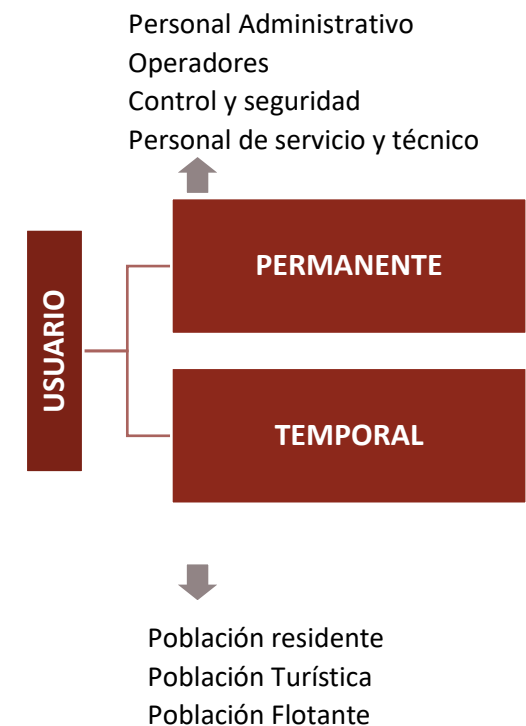 Personal Administrativo
Operadores
Control y seguridad
Personal de servicio y técnico
USUARIO
PERMANENTE
TEMPORAL
Población residente
Población Turística
Población Flotante